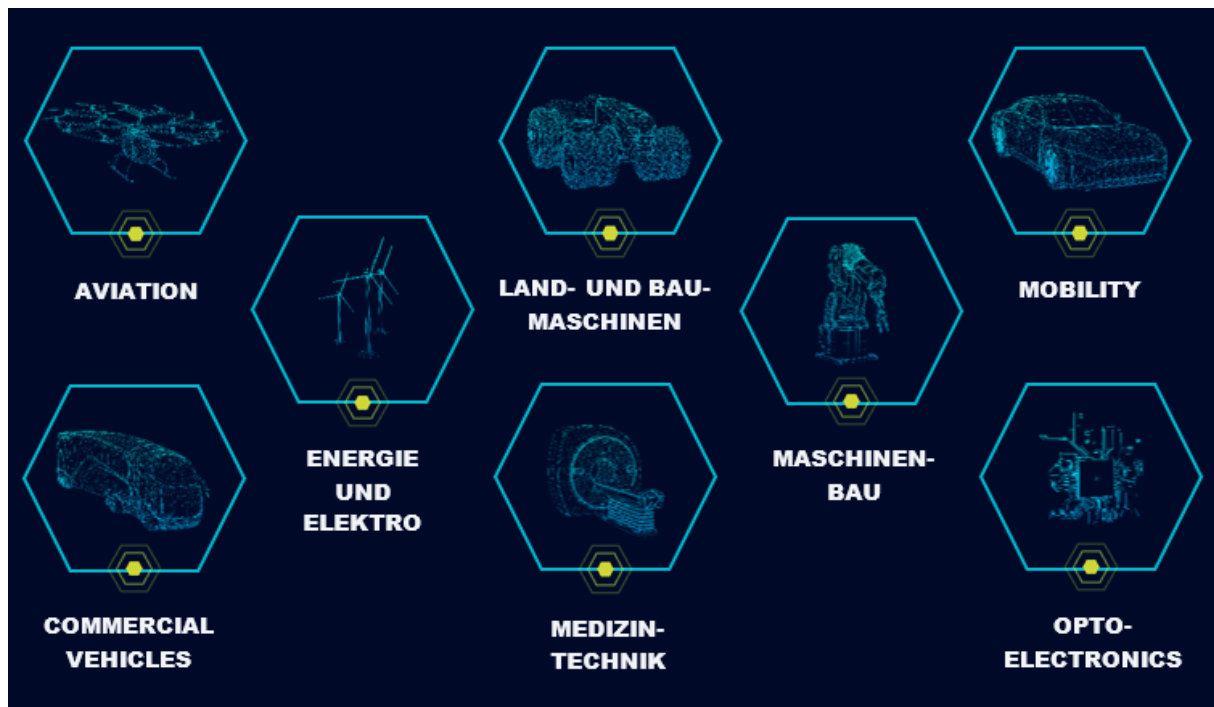 AVIATION
LAND- UND BAU-
MASCHINEN
MOBILITY
ENERGIE
UND
ELEKTRO
MASCHINEN-
BAU
COMMERCIAL
VEHICLES
MEDIZIN-
TECHNIK
OPTO-
ELECTRONICS